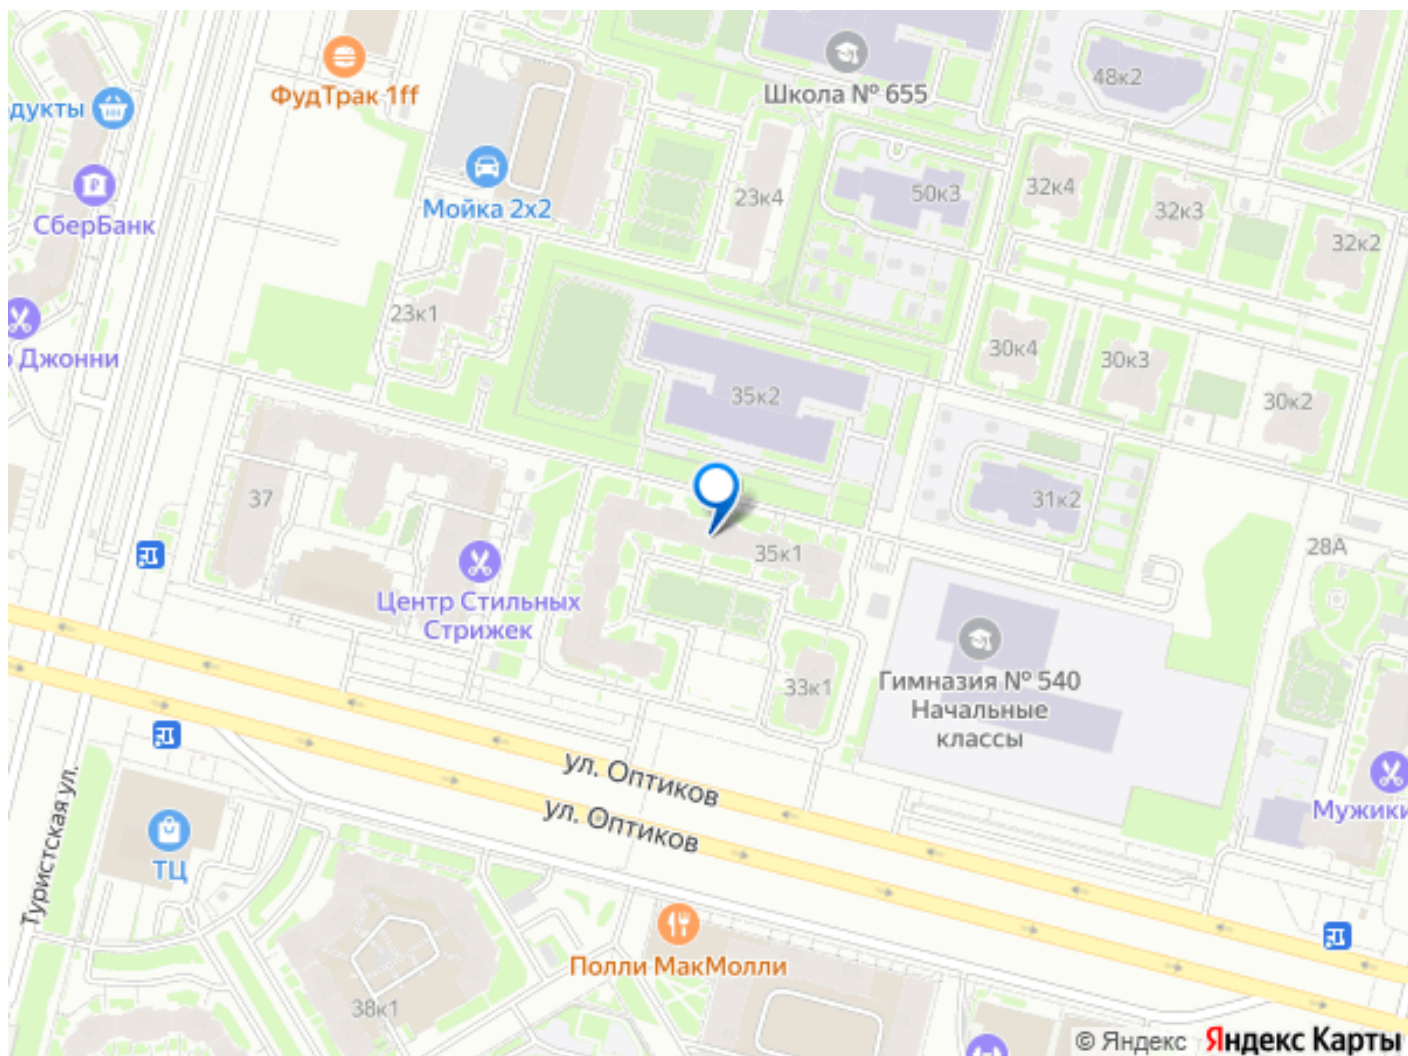 ФудТрак 1ff
Школа № 655
48к2
дукты
СберБанк
Мойка 2х2
23к4
50к3
32к4
32к3
32к2
23к1
Джонни
30к4
30к3
30к2
35к2
37
31к2
28А
35к1
Центр Стильных
Стрижек
33к1
Гимназия № 540
Начальные
классы
ул. Оптиков
ул. Оптиков
Туристская ул.
ТЦ
Мужики
Полли МакМолли
38к1
© Яндекс Яндекс Карты